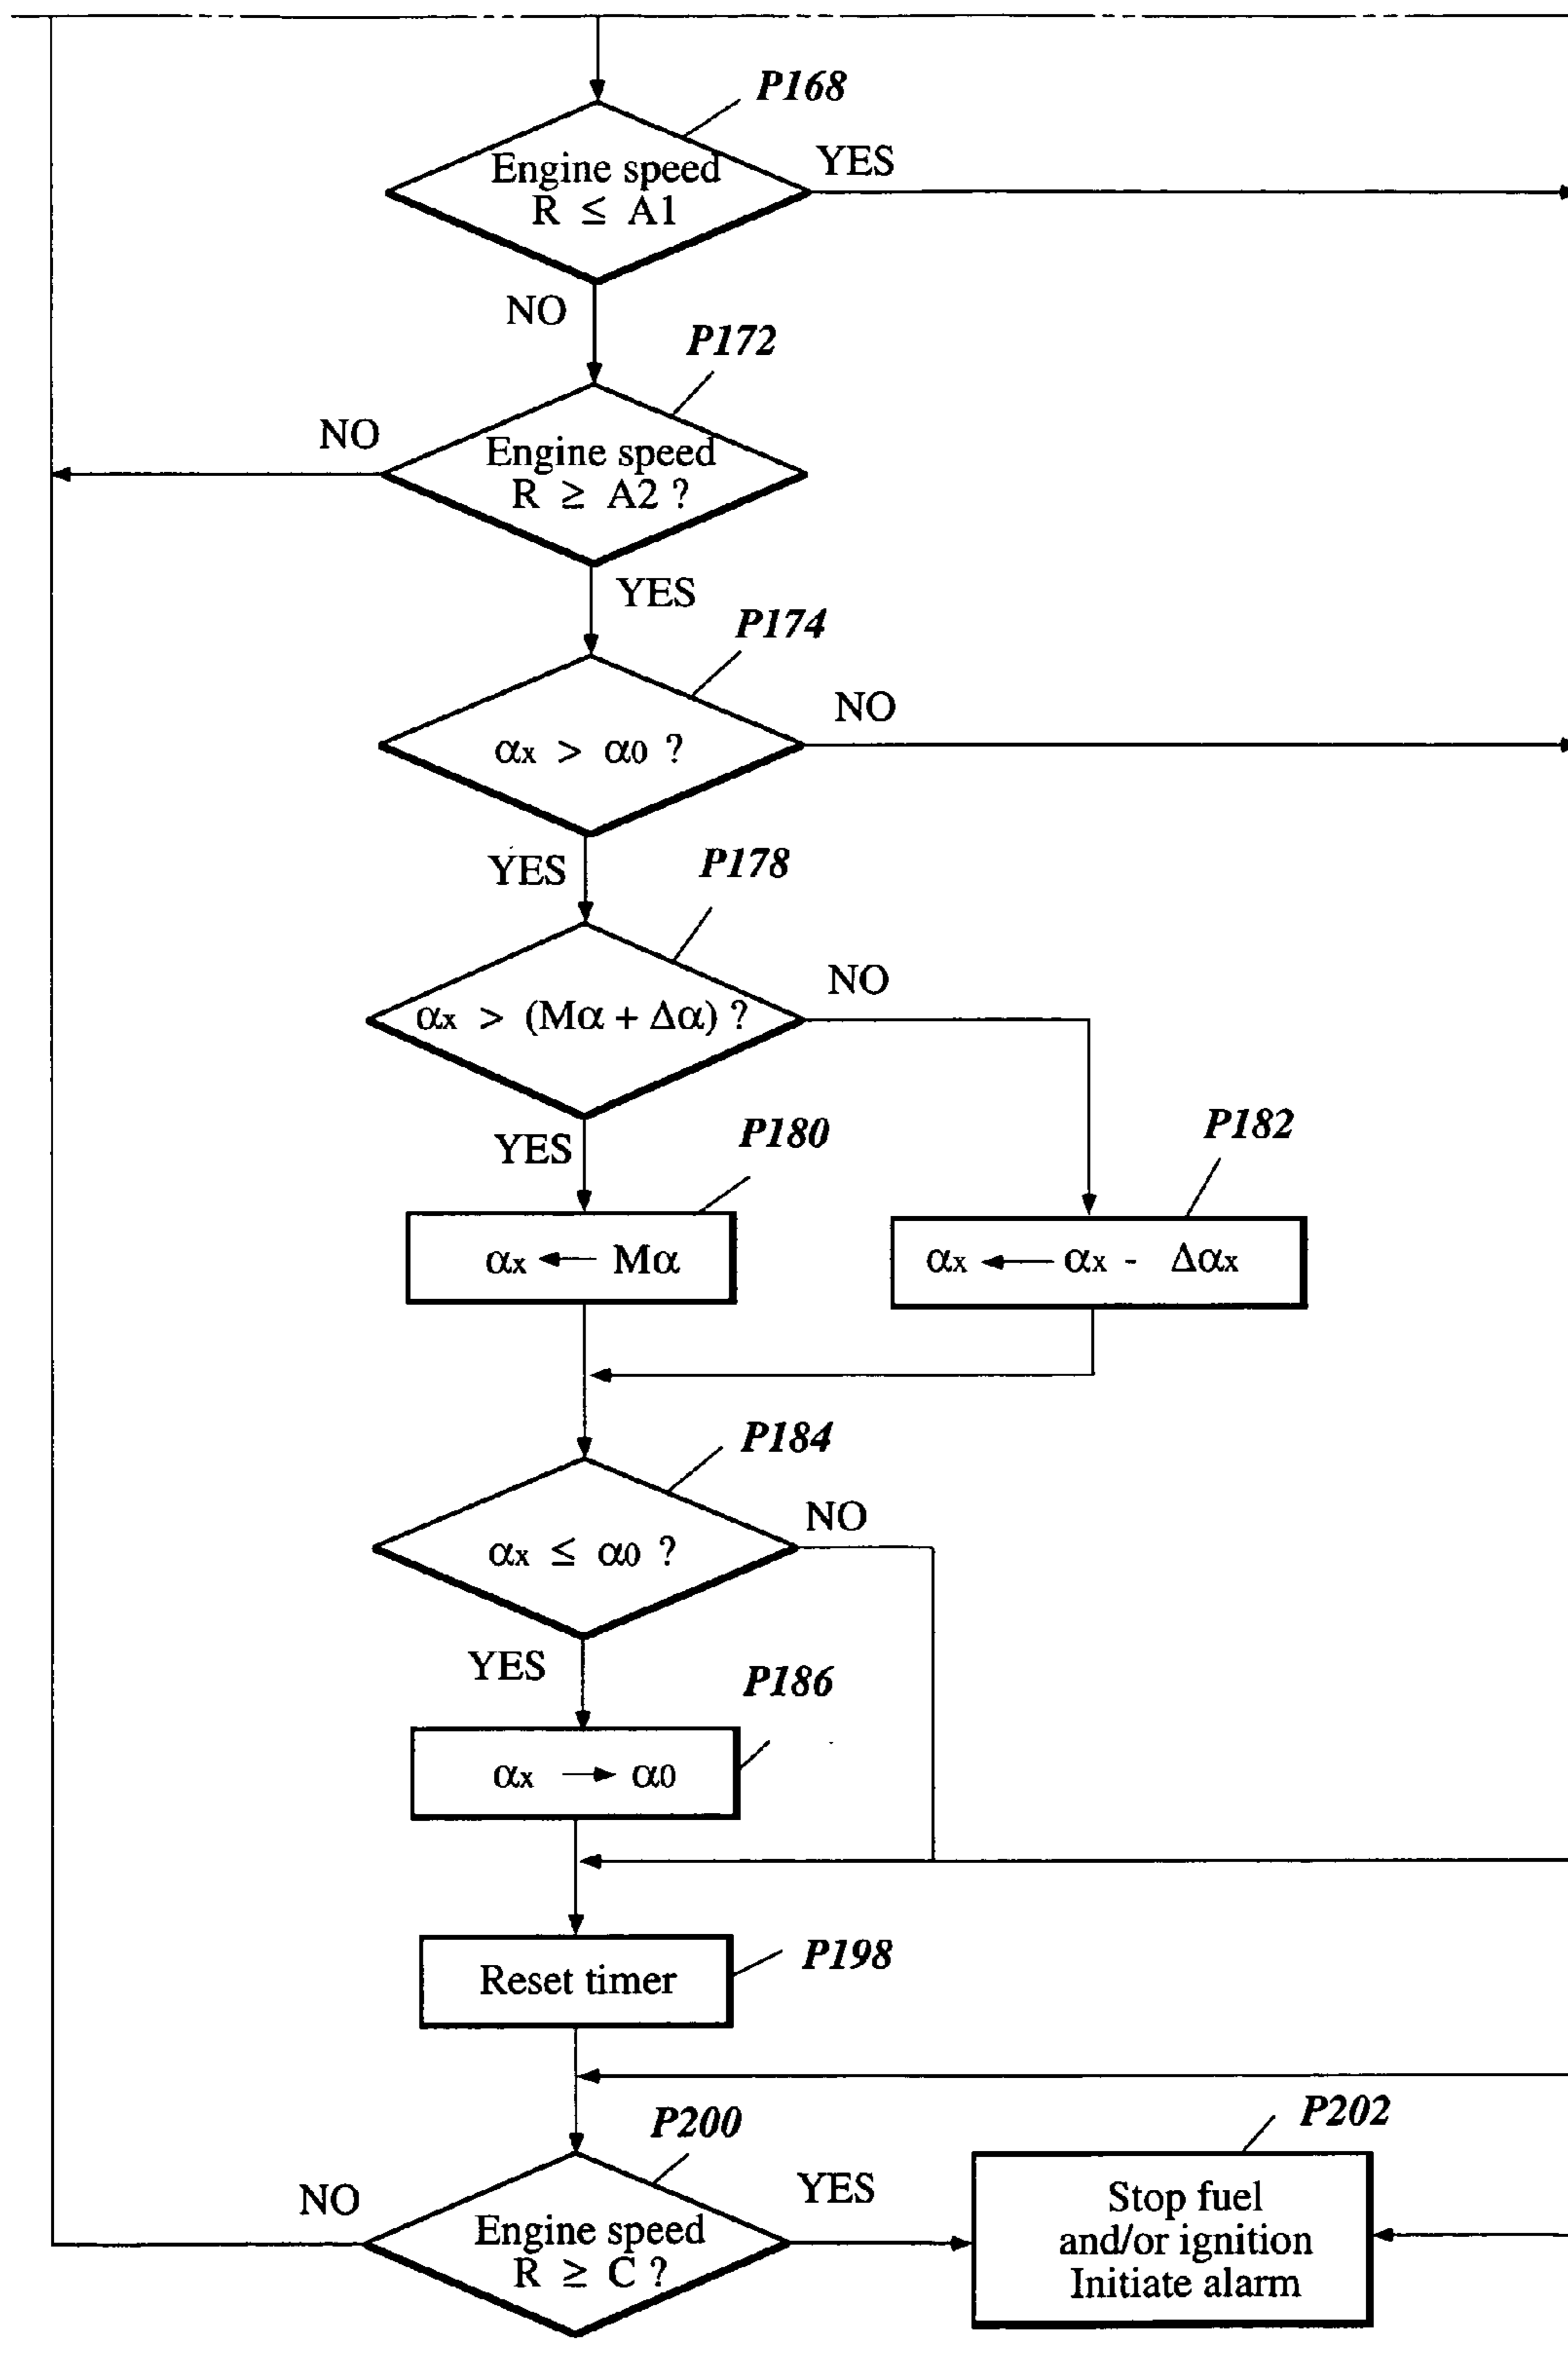 P168
Engine speed
R ≤ A1
YES
NO
P172
NO
Engine speed
R ≥ A2 ?
YES
P174
NO
αx > α0 ?
YES
P178
NO
αx > (Mα + Δα) ?
YES
P180
P182
αx ← Mα
αx ← αx - Δαx
P184
NO
αx ≤ α0 ?
YES
P186
αx → α0
P198
Reset timer
P200
P202
NO
YES
Engine speed
R ≥ C ?
Stop fuel
and/or ignition
Initiate alarm